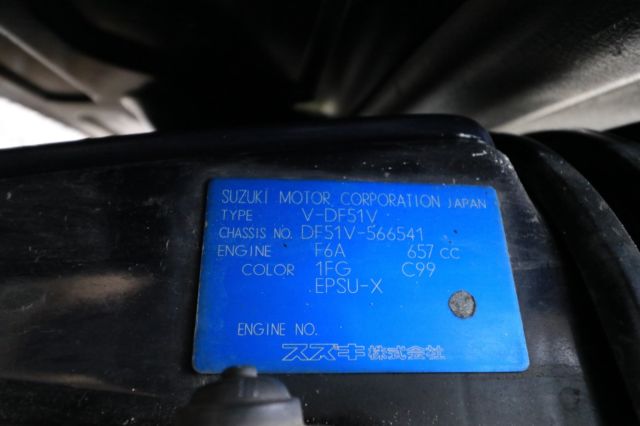 SUZUKI MOTOR CORPORATION JAPAN
TYPE V-DF51V
CHASSIS NO. DF51V-566541
ENGINE F6A 657 CC
COLOR 1FG C99
EPSU-X
ENGINE NO.
スズキ株式会社